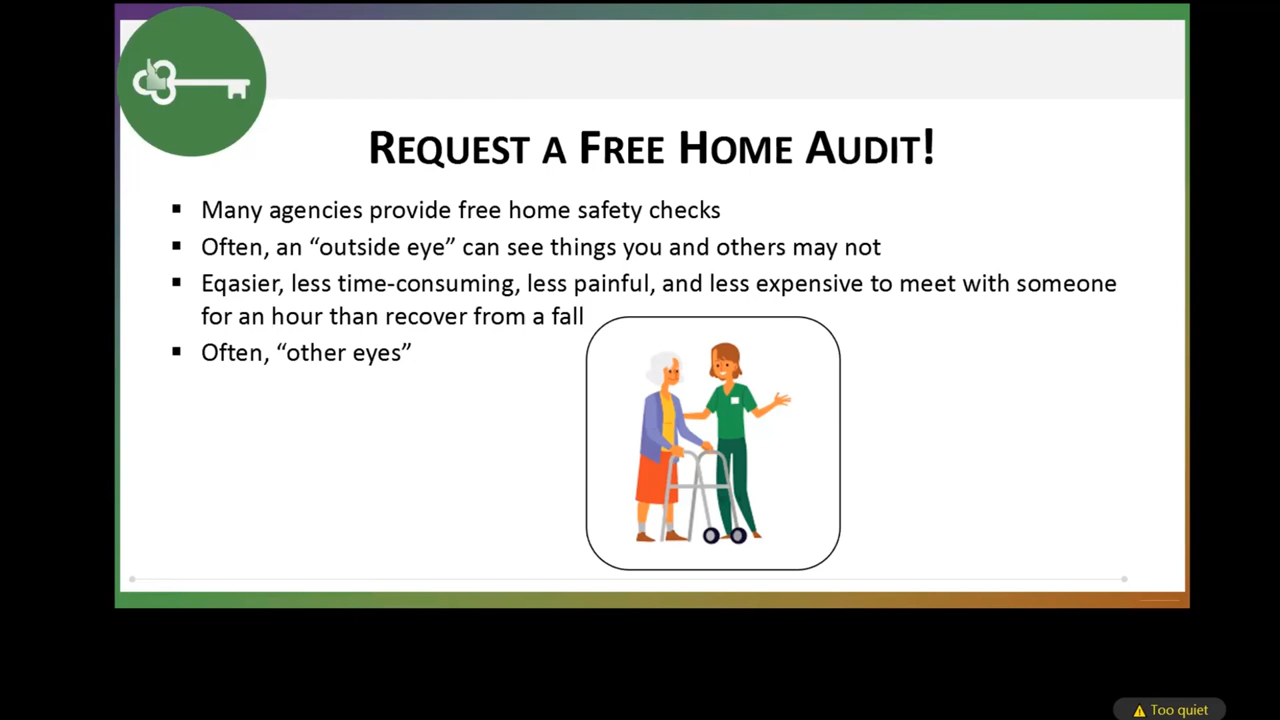 REQUEST A FREE HOME AUDIT!
▪ Many agencies provide free home safety checks
▪ Often, an “outside eye” can see things you and others may not
▪ Eqasier, less time-consuming, less painful, and less expensive to meet with someone
for an hour than recover from a fall
▪ Often, “other eyes”
Too quiet